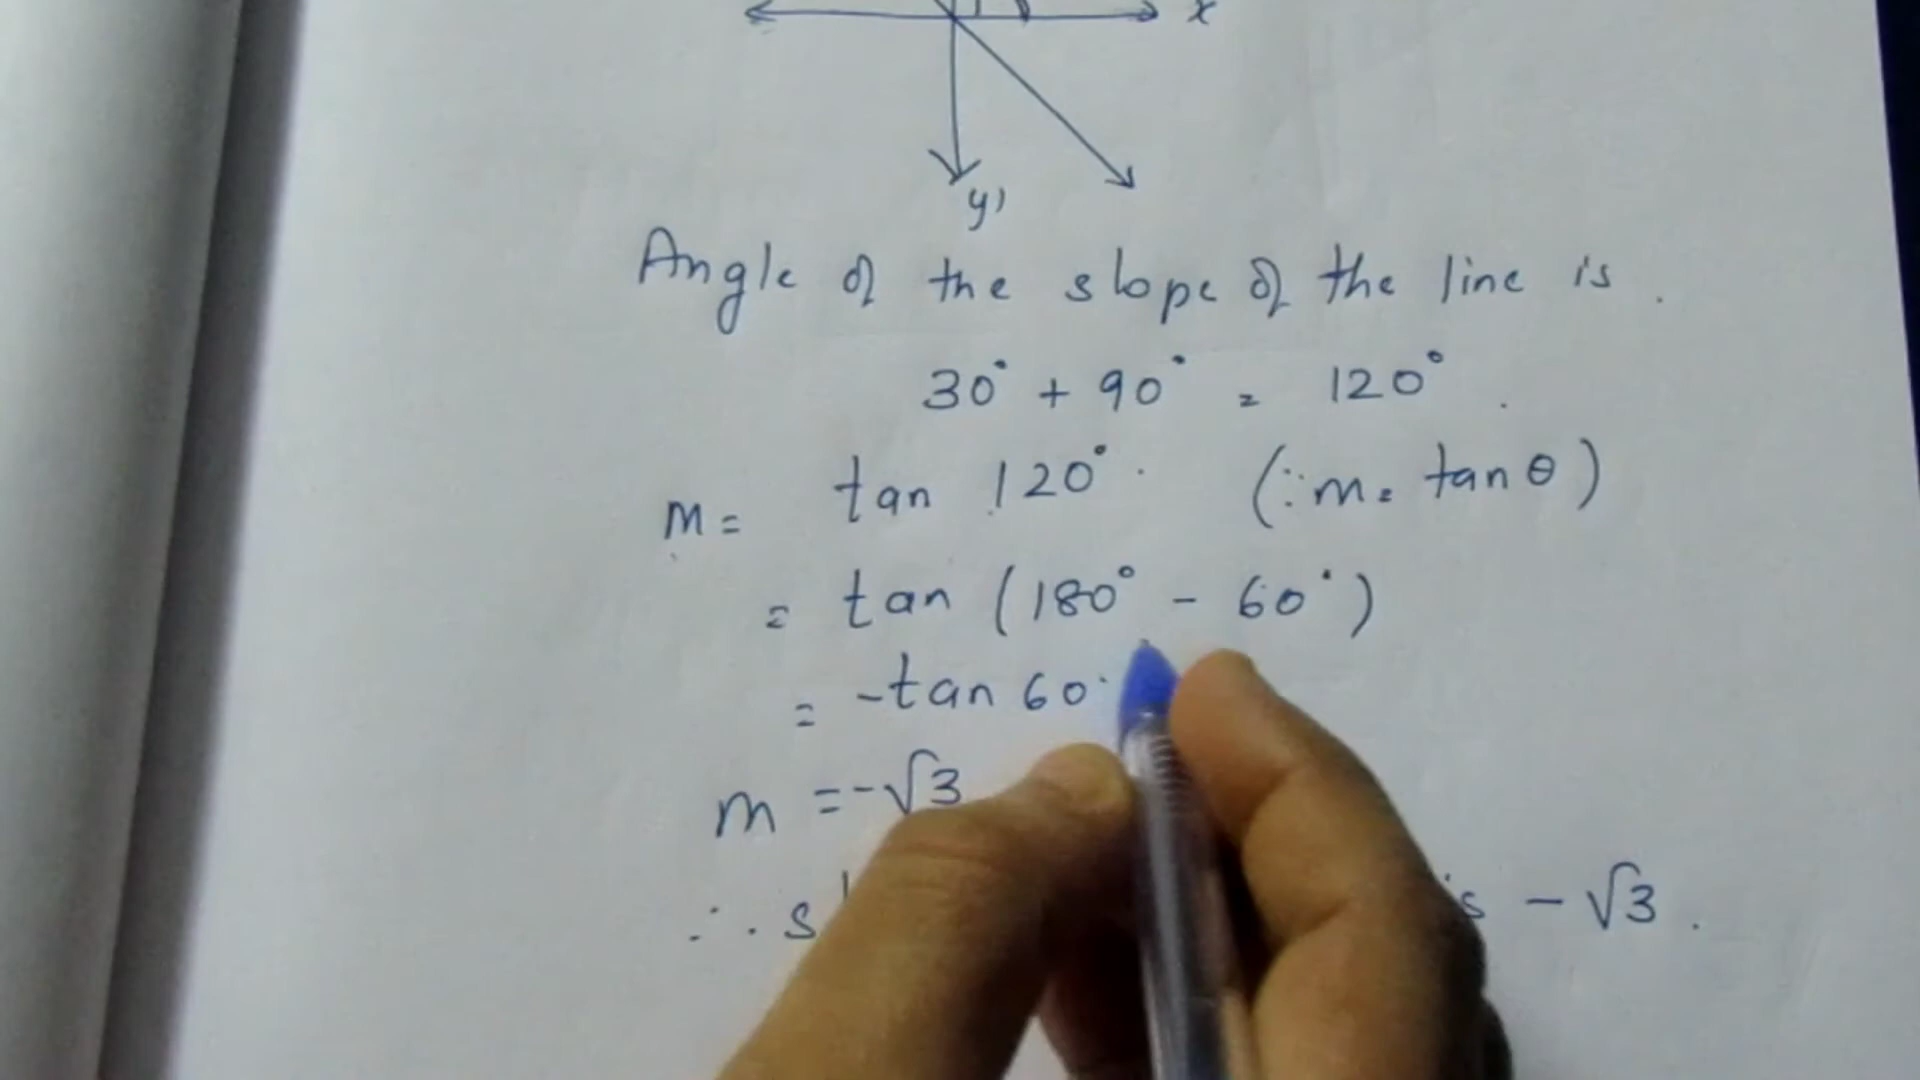 x
y'
Angle of the slope of the line is .
30° + 90° = 120° .
m = tan 120° . (∵ m = tan θ)
= tan (180° - 60°)
= -tan 60°
m = -√3
∴ - √3 .